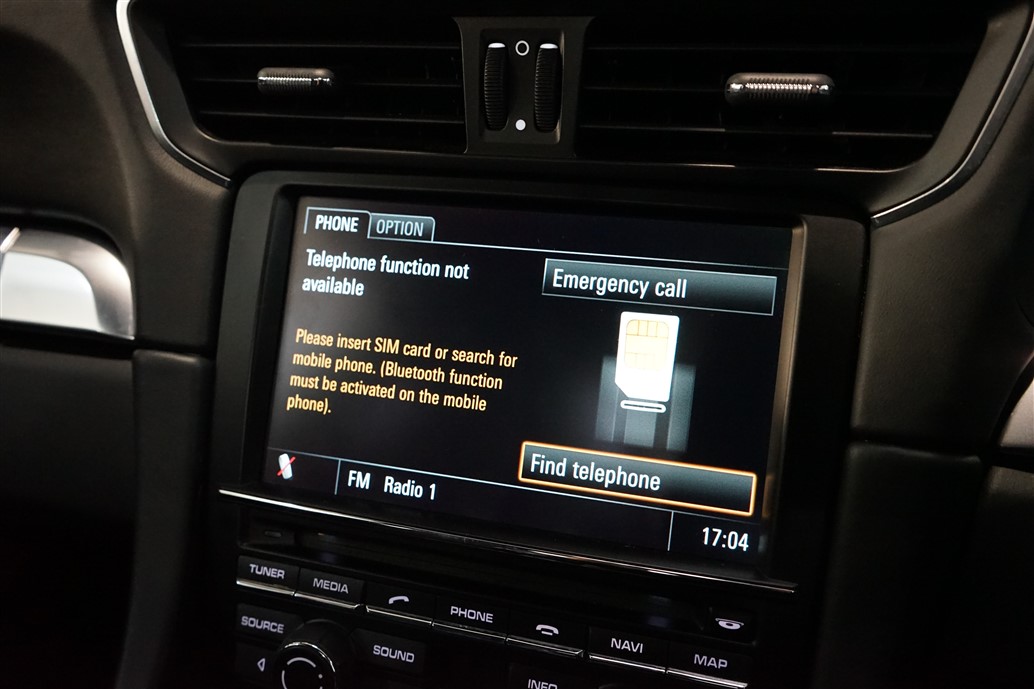 PHONE OPTION
Telephone function not
available
Emergency call
Please insert SIM card or search for
mobile phone. (Bluetooth function
must be activated on the mobile
phone).
Find telephone
FM Radio 1
17:04
TUNER MEDIA PHONE NAVI MAP
SOURCE SOUND INFO